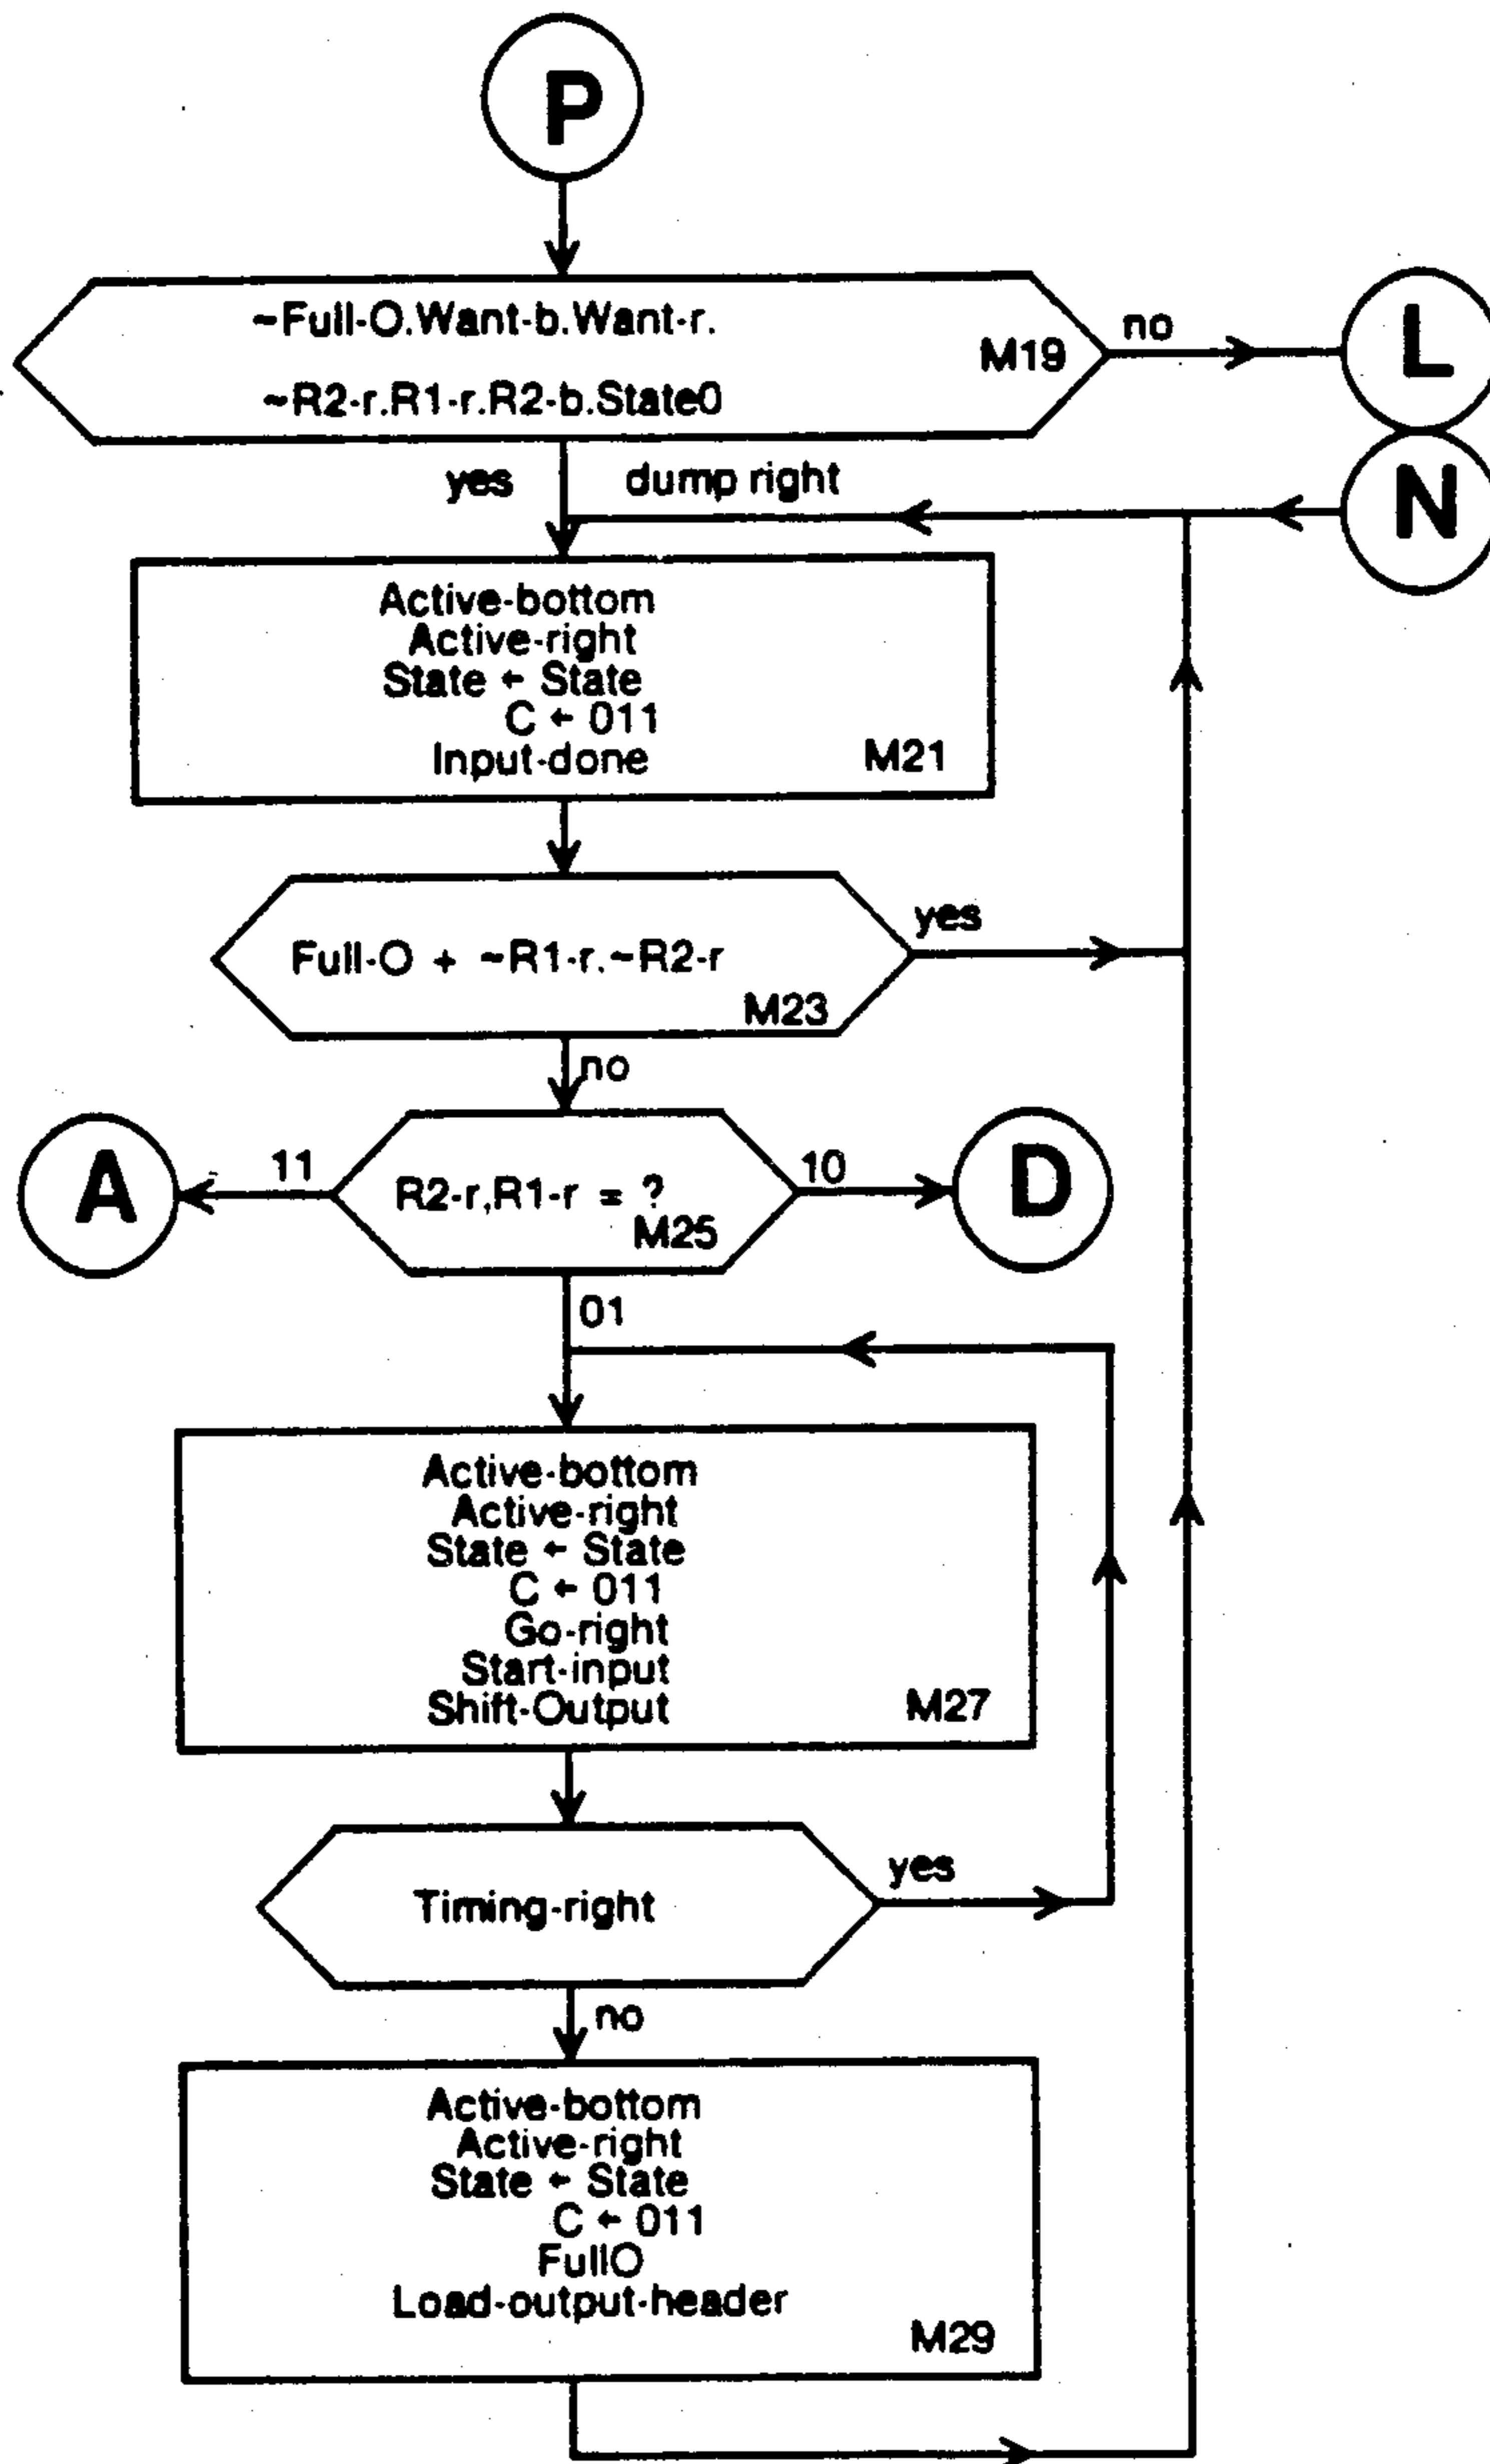 P
~Full-O.Want-b.Want-r.
~R2-r.R1-r.R2-b.State0
M19
no
L
yes
dump right
N
Active-bottom
Active-right
State ← State
C ← 011
Input-done
M21
Full-O + ~R1-r.~R2-r
M23
yes
no
A
11
R2-r,R1-r = ?
M25
10
D
01
Active-bottom
Active-right
State ← State
C ← 011
Go-right
Start-input
Shift-Output
M27
Timing-right
yes
no
Active-bottom
Active-right
State ← State
C ← 011
FullO
Load-output-header
M29